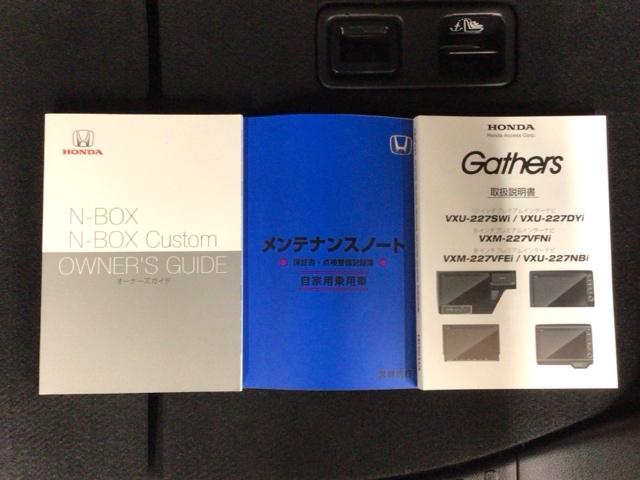 HONDA
N-BOX
N-BOX Custom
OWNER'S GUIDE
オーナーズガイド
メンテナンスノート
保証書・点検整備記録簿
自家用乗用車
HONDA
Honda Access Corp.
Gathers
取扱説明書
VXU-227SWi / VXU-227DYi
VXM-227VFNi
VXM-227VFEi / VXU-227NBi